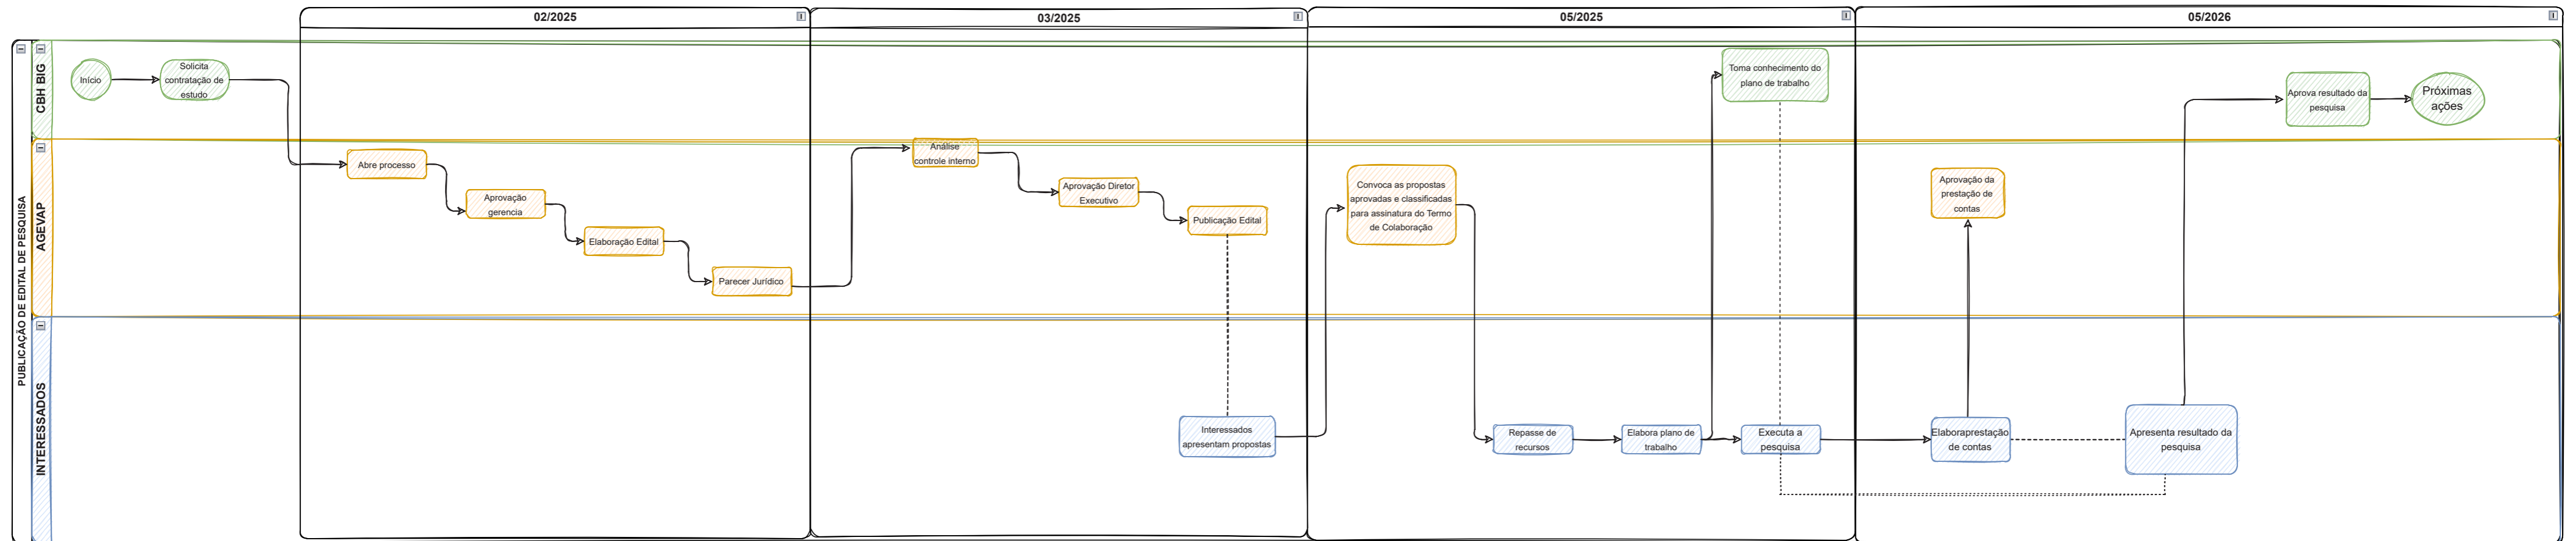 02/2025
03/2025
05/2025
05/2026
PUBLICAÇÃO DE EDITAL DE PESQUISA
CBH BIG
Início
Solicita
contratação de
estudo
Toma conhecimento do
plano de trabalho
Aprova resultado da
pesquisa
Próximas
ações
AGEVAP
Abre processo
Aprovação
gerencia
Elaboração Edital
Parecer Jurídico
Análise
controle interno
Aprovação Diretor
Executivo
Publicação Edital
Convoca as propostas
aprovadas e classificadas
para assinatura do Termo
de Colaboração
Aprovação da
prestação de
contas
INTERESSADOS
Interessados
apresentam propostas
Repasse de
recursos
Elabora plano de
trabalho
Executa a
pesquisa
Elaboraprestação
de contas
Apresenta resultado da
pesquisa